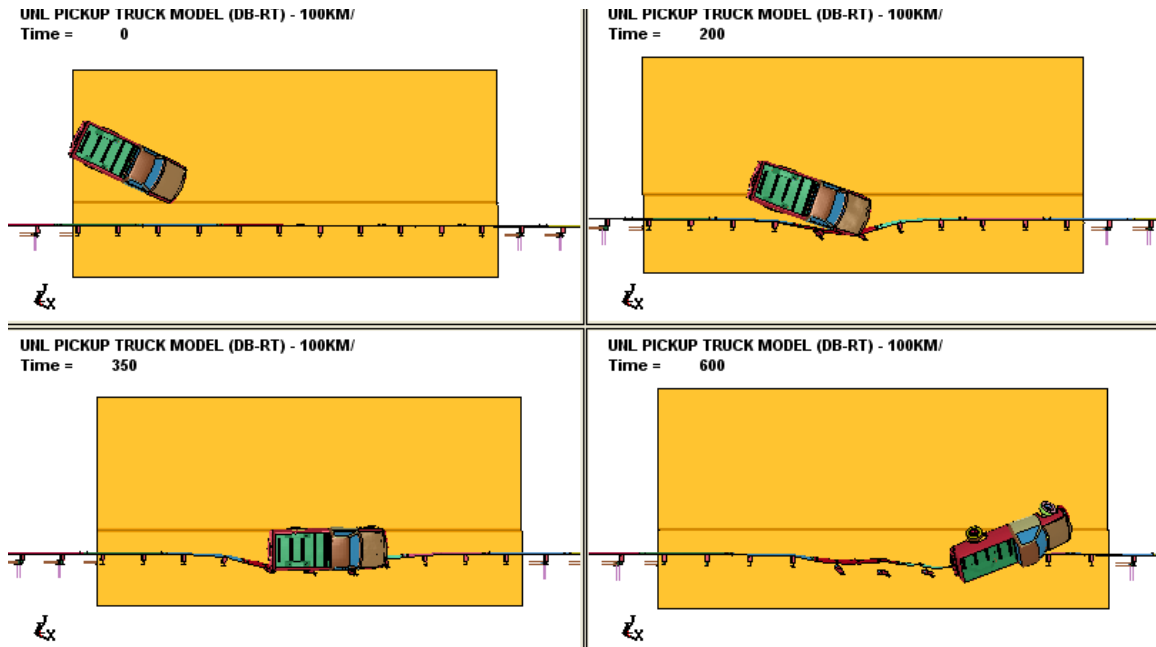 UNL PICKUP TRUCK MODEL (DB-RT) - 100KM/
Time = 0
X
UNL PICKUP TRUCK MODEL (DB-RT) - 100KM/
Time = 200
X
UNL PICKUP TRUCK MODEL (DB-RT) - 100KM/
Time = 350
X
UNL PICKUP TRUCK MODEL (DB-RT) - 100KM/
Time = 600
X